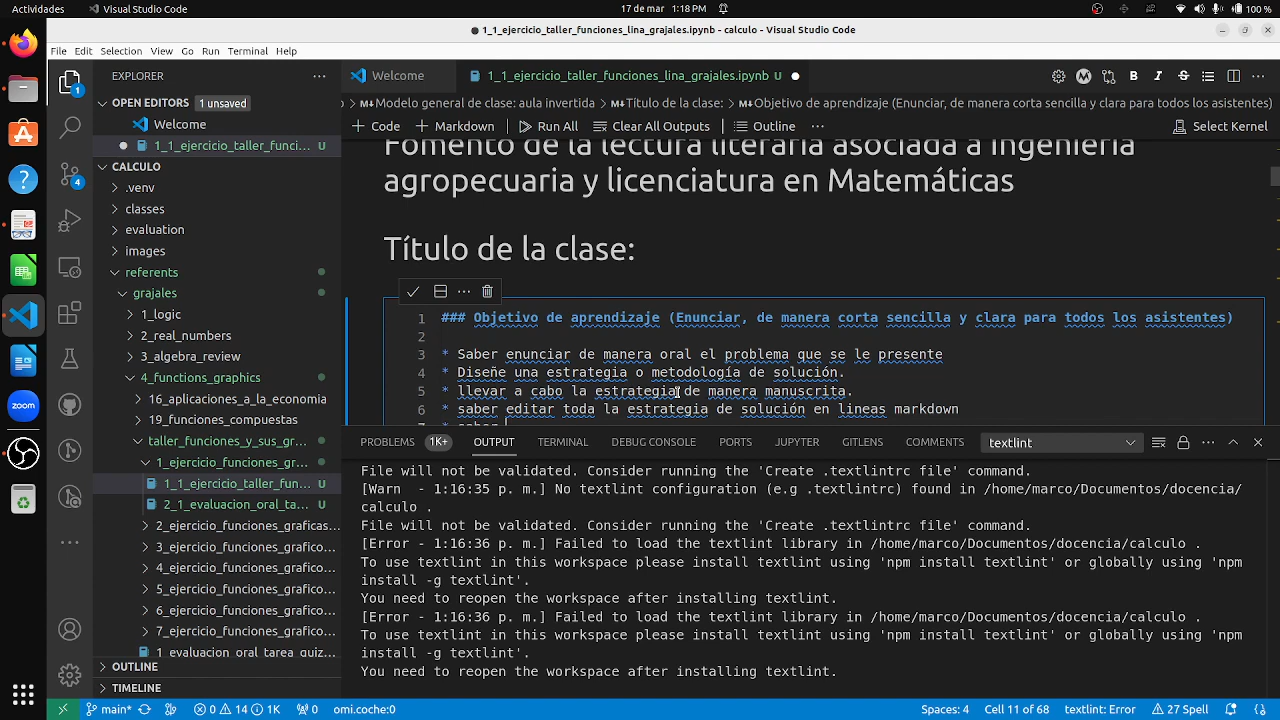 Actividades
Visual Studio Code
17 de mar 1:18 PM
100 %
1_1_ejercicio_taller_funciones_lina_grajales.ipynb - calculo - Visual Studio Code
File Edit Selection View Go Run Terminal Help
EXPLORER
Welcome
1_1_ejercicio_taller_funciones_lina_grajales.ipynb U
OPEN EDITORS 1 unsaved
Welcome
1_1_ejercicio_taller_funci... U
Modelo general de clase: aula invertida > Título de la clase: > Objetivo de aprendizaje (Enunciar, de manera corta sencilla y clara para todos los asistentes)
+ Code + Markdown Run All Clear All Outputs Outline ... Select Kernel
CALCULO
.venv
classes
evaluation
images
referents
grajales
1_logic
2_real_numbers
3_algebra_review
4_functions_graphics
16_aplicaciones_a_la_economia
19_funciones_compuestas
taller_funciones_y_sus_gr...
1_ejercicio_funciones_gr...
1_1_ejercicio_taller_fun... U
2_1_evaluacion_oral_ta... U
2_ejercicio_funciones_graficas...
3_ejercicio_funciones_grafico...
4_ejercicio_funciones_grafico...
5_ejercicio_funciones_grafico...
6_ejercicio_funciones_grafico...
7_ejercicio_funciones_grafico...
1_evaluacion_oral_tarea_quiz...
OUTLINE
TIMELINE
Fomento de la lectura literaria asociada a ingeniería
agropecuaria y licenciatura en Matemáticas
Título de la clase:
1 ### Objetivo de aprendizaje (Enunciar, de manera corta sencilla y clara para todos los asistentes)
2
3 * Saber enunciar de manera oral el problema que se le presente
4 * Diseñe una estrategia o metodología de solución.
5 * llevar a cabo la estrategia de manera manuscrita.
6 * saber editar toda la estrategia de solución en lineas markdown
* saber
PROBLEMS 1K+ OUTPUT TERMINAL DEBUG CONSOLE PORTS JUPYTER GITLENS COMMENTS textlint
File will not be validated. Consider running the 'Create .textlintrc file' command.
[Warn - 1:16:35 p. m.] No textlint configuration (e.g .textlintrc) found in /home/marco/Documentos/docencia/
calculo .
File will not be validated. Consider running the 'Create .textlintrc file' command.
[Error - 1:16:36 p. m.] Failed to load the textlint library in /home/marco/Documentos/docencia/calculo .
To use textlint in this workspace please install textlint using 'npm install textlint' or globally using 'npm
install -g textlint'.
You need to reopen the workspace after installing textlint.
[Error - 1:16:36 p. m.] Failed to load the textlint library in /home/marco/Documentos/docencia/calculo .
To use textlint in this workspace please install textlint using 'npm install textlint' or globally using 'npm
install -g textlint'.
You need to reopen the workspace after installing textlint.
main* 0 14 1K 0 omi.coche:0 Spaces: 4 Cell 11 of 68 textlint: Error 27 Spell